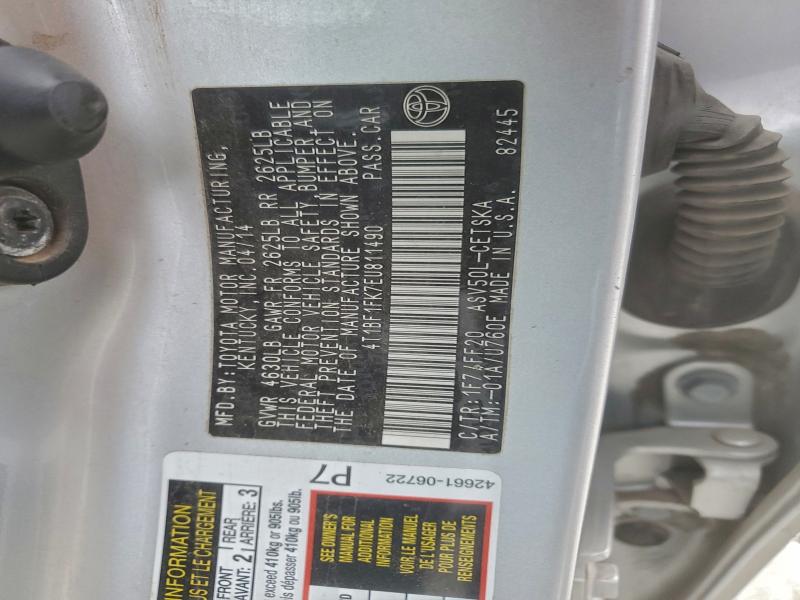 MFD.BY:TOYOTA MOTOR MANUFACTURING,
KENTUCKY, INC.04/14
GVWR 4630LB GAWR FR 2625LB RR 2625LB
THIS VEHICLE CONFORMS TO ALL APPLICABLE
FEDERAL MOTOR VEHICLE SAFETY, BUMPER,AND
THEFT PREVENTION STANDARDS IN EFFECT ON
THE DATE OF MANUFACTURE SHOWN ABOVE.
4T1BF1FK7EU811490 PASS.CAR
C/TR:1F7/FF20 ASV50L-CETSKA
A/TM:-01A/U760E MADE IN U.S.A. 82445
INFORMATION
US ET LE CHARGEMENT
FRONT 2 REAR 3
AVANT: ARRIÈRE:
exceed 410kg or 905lbs.
is dépasser 410kg ou 905lb.
P7
42661-06722
SEE OWNER'S
MANUAL FOR
ADDITIONAL
INFORMATION
VOIR LE MANUEL
DE L'USAGER
POUR PLUS DE
RENSEIGNEMENTS